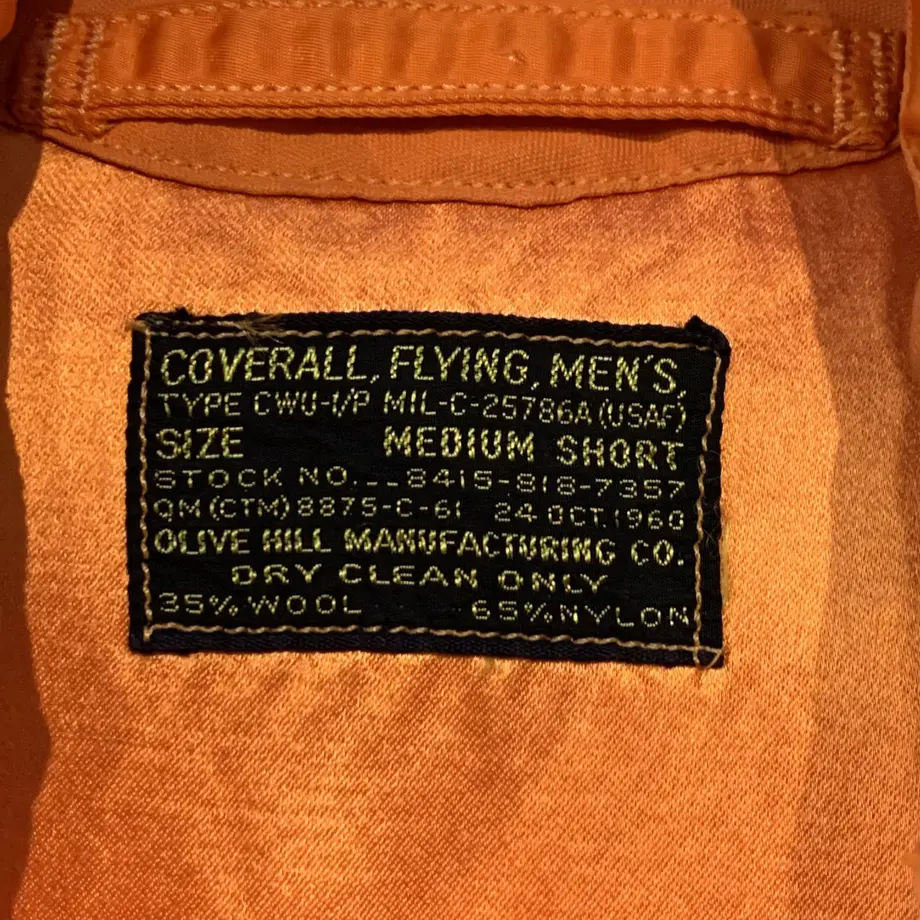 COVERALL, FLYING, MEN'S,
TYPE CWU-1/P MIL-C-25786A (USAF)
SIZE MEDIUM SHORT
STOCK NO. _ _ _ 8415-818-7357
QM (CTM) 8875-C-61 24 OCT. 1960
OLIVE HILL MANUFACTURING CO.
DRY CLEAN ONLY
35% WOOL 65% NYLON